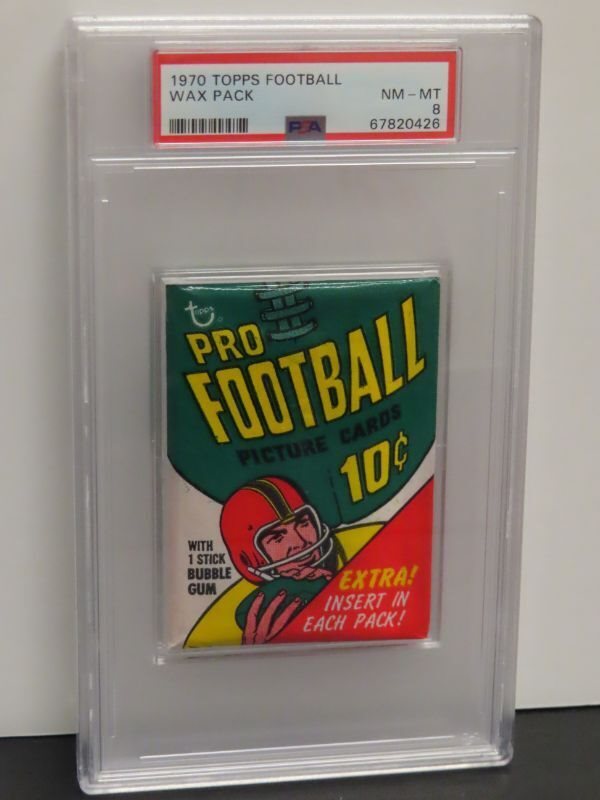 1970 TOPPS FOOTBALL
WAX PACK
NM - MT
8
PSA
67820426
Topps
PRO
FOOTBALL
PICTURE CARDS
10¢
WITH
1 STICK
BUBBLE
GUM
EXTRA!
INSERT IN
EACH PACK!